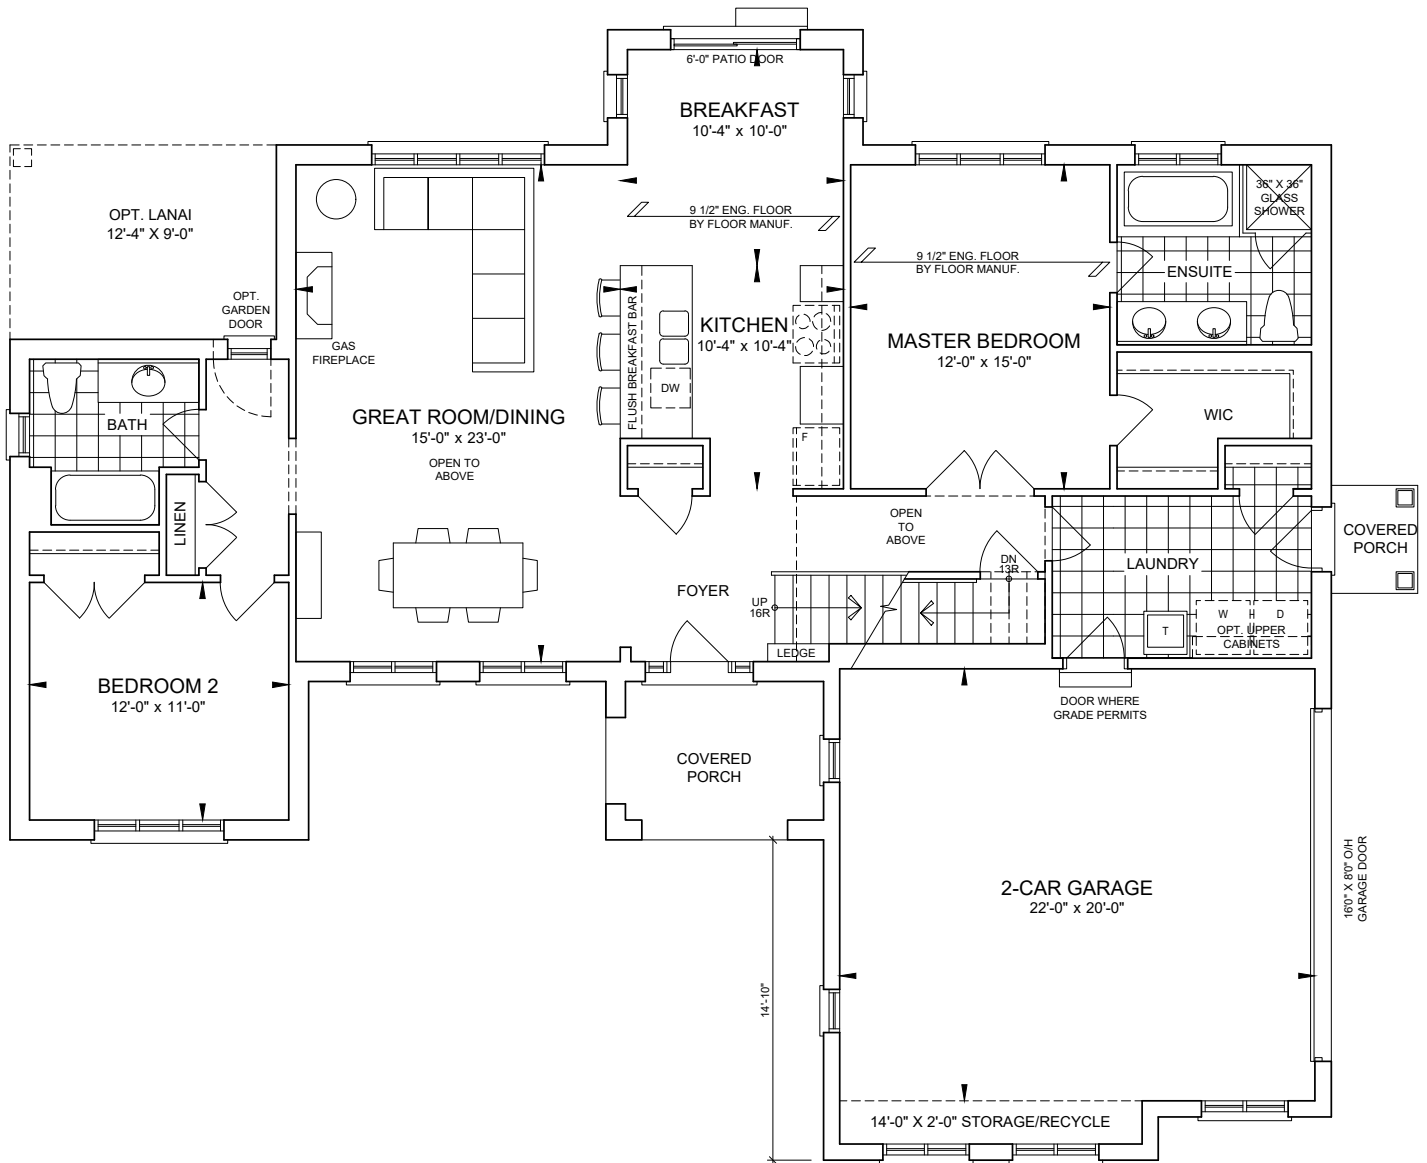 6'-0" PATIO DOOR
BREAKFAST
10'-4" x 10'-0"
9 1/2" ENG. FLOOR
BY FLOOR MANUF.
OPT. LANAI
12'-4" X 9'-0"
OPT.
GARDEN
DOOR
GAS
FIREPLACE
36" X 36"
GLASS
SHOWER
9 1/2" ENG. FLOOR
BY FLOOR MANUF.
ENSUITE
FLUSH BREAKFAST BAR
KITCHEN
10'-4" x 10'-4"
DW
F
MASTER BEDROOM
12'-0" x 15'-0"
WIC
BATH
GREAT ROOM/DINING
15'-0" x 23'-0"
OPEN TO
ABOVE
LINEN
OPEN
TO
ABOVE
DN
13R
LAUNDRY
COVERED
PORCH
FOYER
UP
16R
LEDGE
T
W
D
OPT. UPPER
CABINETS
BEDROOM 2
12'-0" x 11'-0"
DOOR WHERE
GRADE PERMITS
COVERED
PORCH
2-CAR GARAGE
22'-0" x 20'-0"
16'0" X 8'0" O/H
GARAGE DOOR
14'-10"
14'-0" X 2'-0" STORAGE/RECYCLE